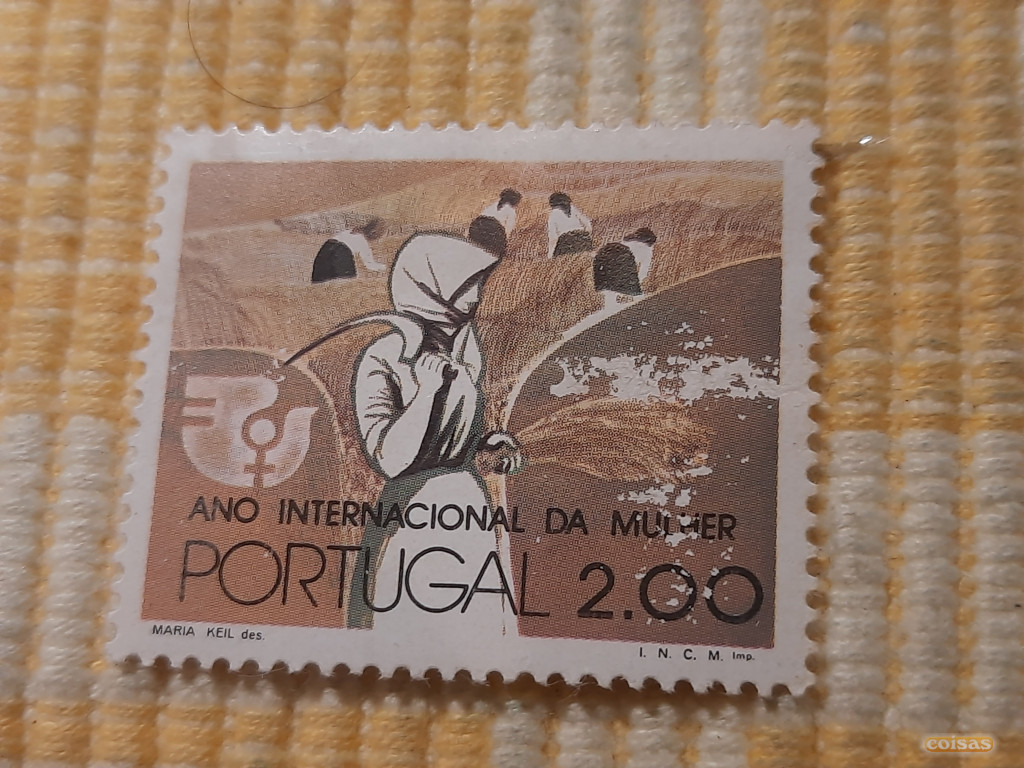 ANO INTERNACIONAL DA MULHER
PORTUGAL 2.00
MARIA KEIL des.
I. N. C. M. Imp.
coisas